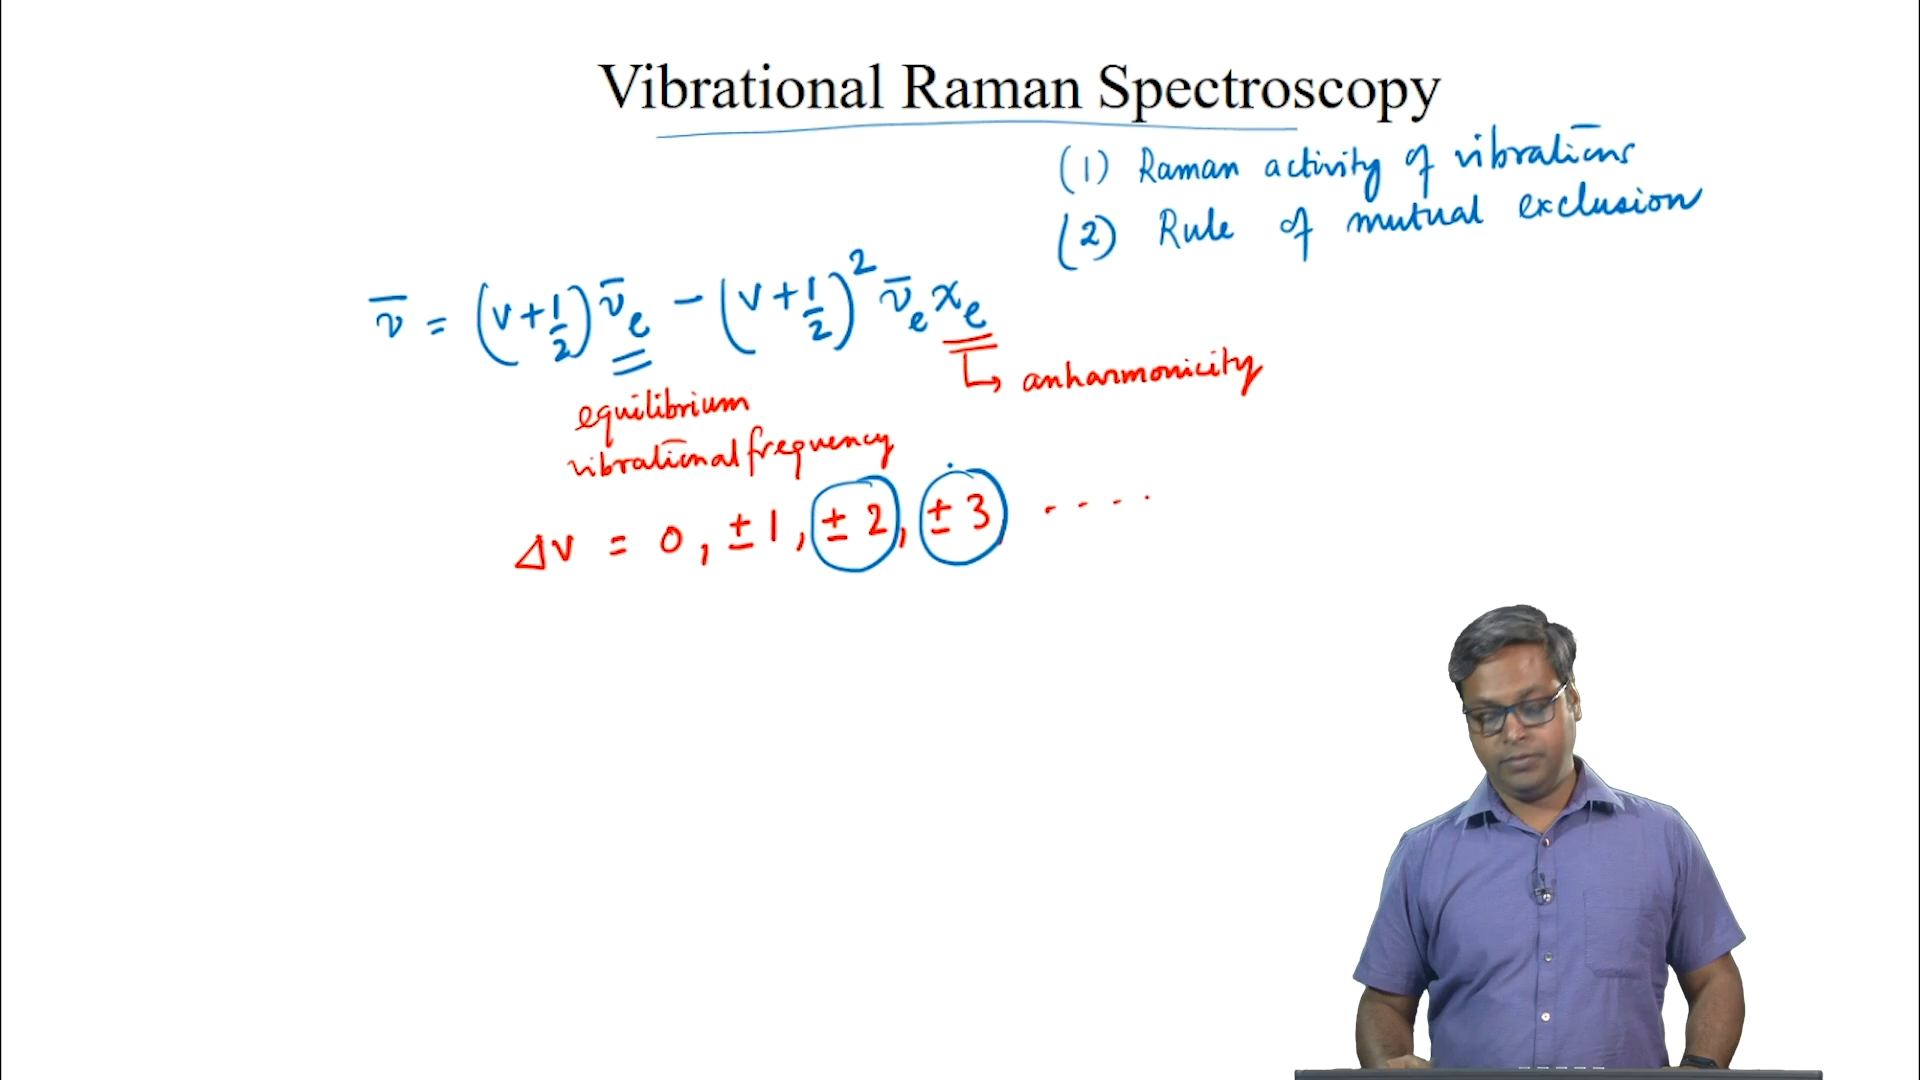 Vibrational Raman Spectroscopy
(1) Raman activity of vibrations
(2) Rule of mutual exclusion
ν̅ = (v+1/2) ν̅e − (v+1/2)² ν̅e xe
↳ anharmonicity
equilibrium
vibrational frequency
Δv = 0, ±1, ±2, ±3, ....